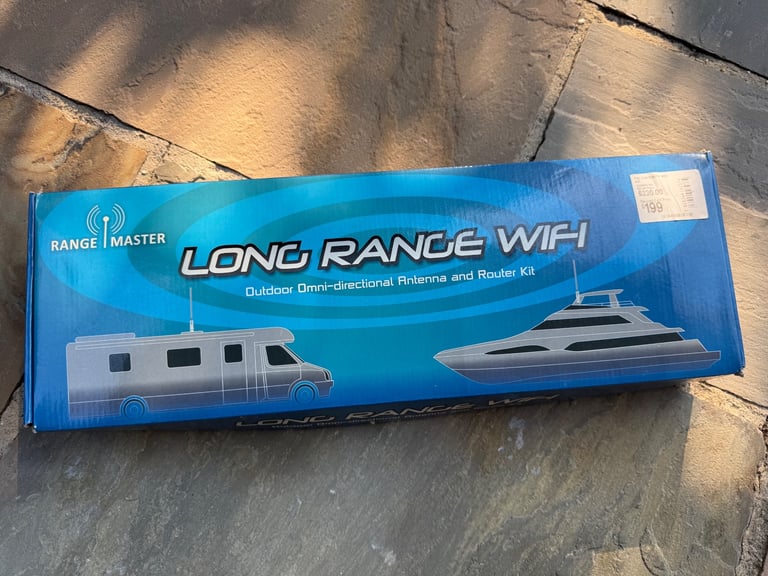 RANGE MASTER
LONG RANGE WIFI
Outdoor Omni-directional Antenna and Router Kit
199
LONG RANGE WIFI